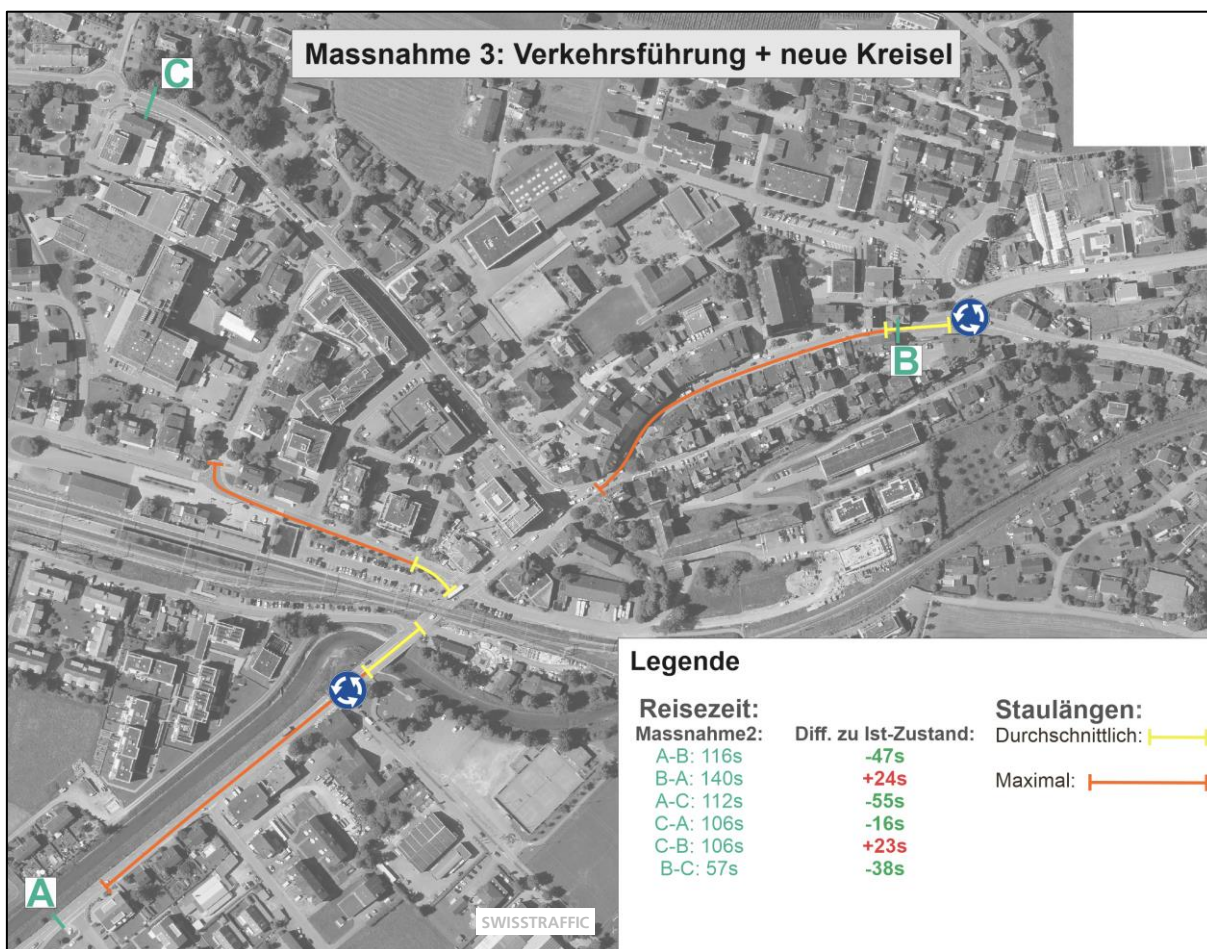 Massnahme 3: Verkehrsführung + neue Kreisel
C
B
A
Legende
Reisezeit:
Massnahme2: Diff. zu Ist-Zustand:
A-B: 116s -47s
B-A: 140s +24s
A-C: 112s -55s
C-A: 106s -16s
C-B: 106s +23s
B-C: 57s -38s
Staulängen:
Durchschnittlich:
Maximal:
SWISSTRAFFIC